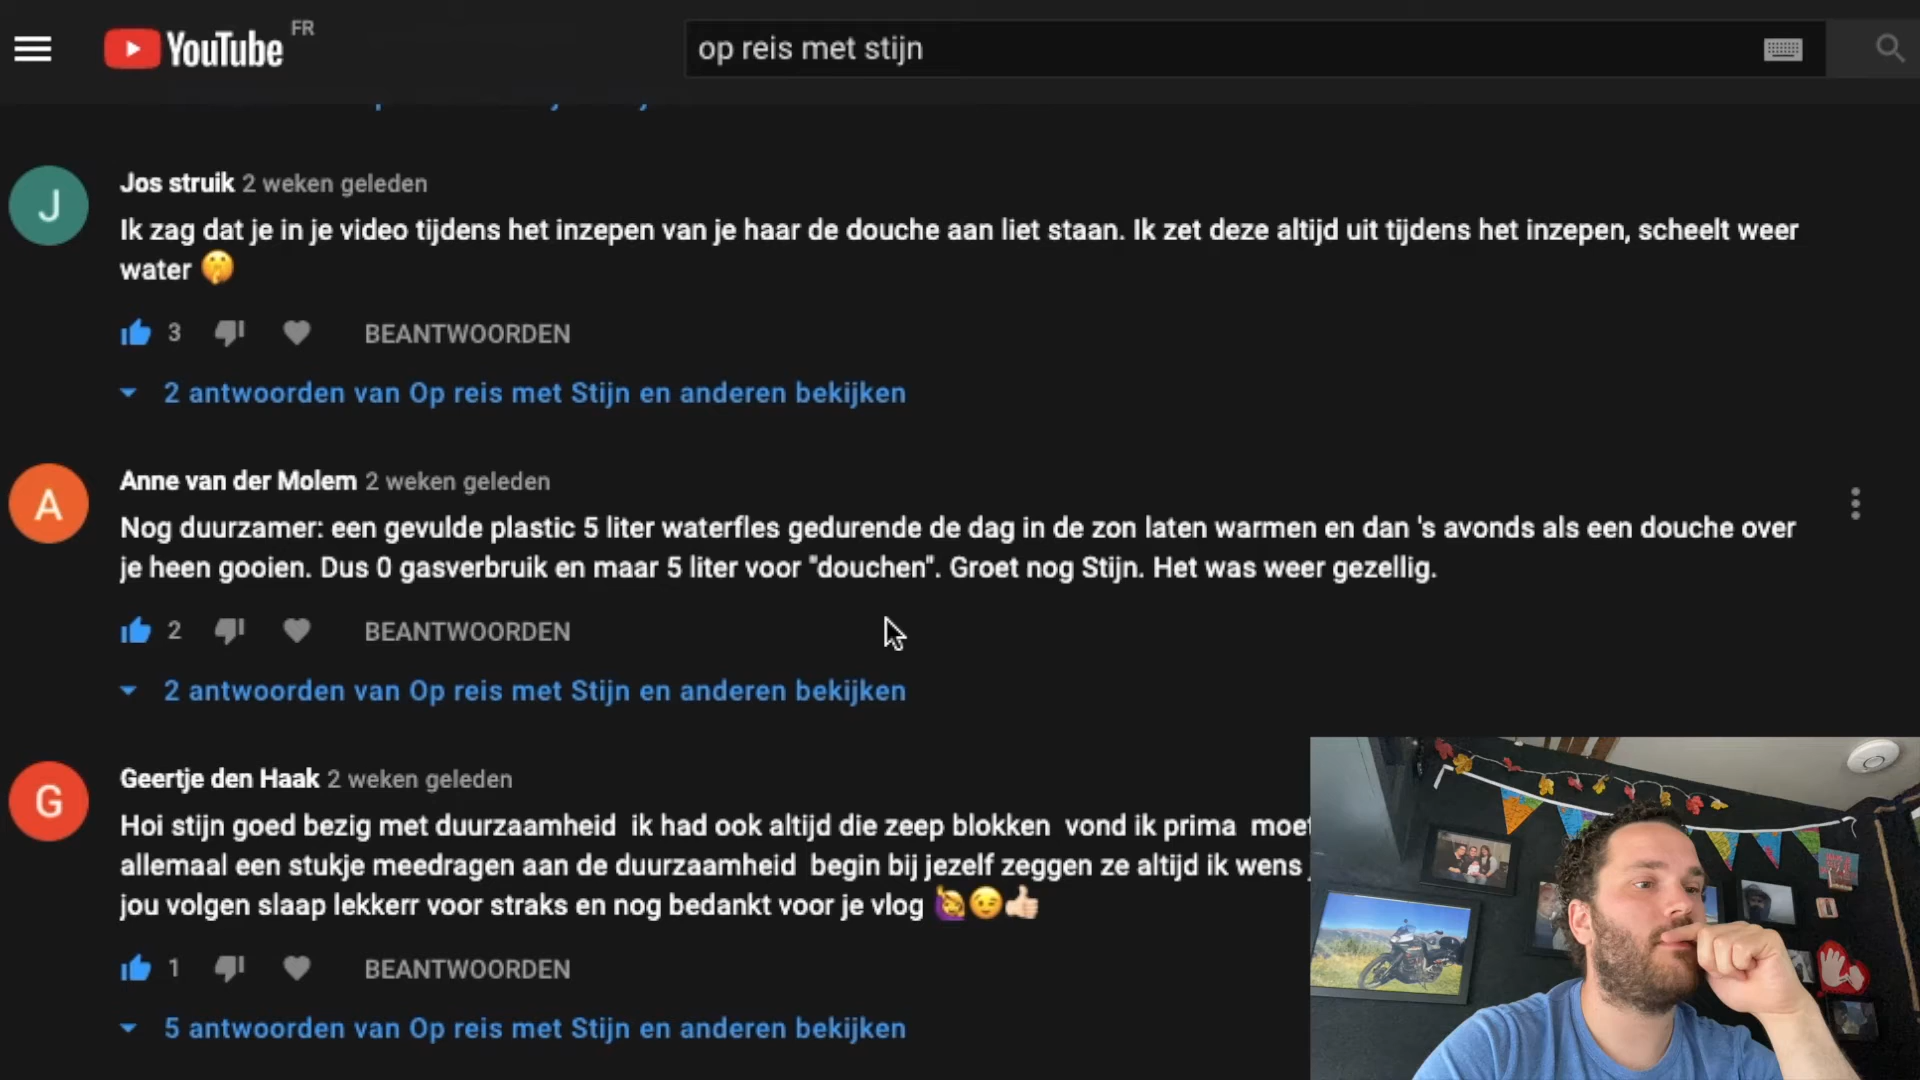 YouTube FR
op reis met stijn
J
Jos struik 2 weken geleden
Ik zag dat je in je video tijdens het inzepen van je haar de douche aan liet staan. Ik zet deze altijd uit tijdens het inzepen, scheelt weer
water 🤫
3 BEANTWOORDEN
2 antwoorden van Op reis met Stijn en anderen bekijken
A
Anne van der Molem 2 weken geleden
Nog duurzamer: een gevulde plastic 5 liter waterfles gedurende de dag in de zon laten warmen en dan 's avonds als een douche over
je heen gooien. Dus 0 gasverbruik en maar 5 liter voor "douchen". Groet nog Stijn. Het was weer gezellig.
2 BEANTWOORDEN
2 antwoorden van Op reis met Stijn en anderen bekijken
G
Geertje den Haak 2 weken geleden
Hoi stijn goed bezig met duurzaamheid ik had ook altijd die zeep blokken vond ik prima
allemaal een stukje meedragen aan de duurzaamheid begin bij jezelf zeggen ze altijd ik wens
jou volgen slaap lekkerr voor straks en nog bedankt voor je vlog 🙋😉👍🏻
1 BEANTWOORDEN
5 antwoorden van Op reis met Stijn en anderen bekijken